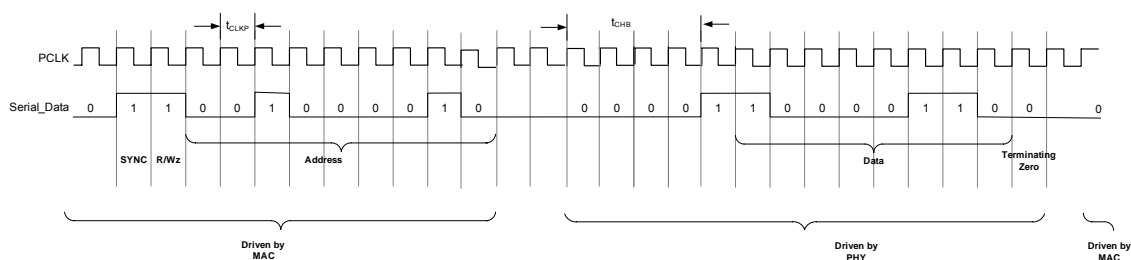 tCLKP
tCHB
PCLK
Serial_Data
0 1 1 0 0 1 0 0 0 0 1 0 0 0 0 0 1 1 0 0 0 0 1 1 0 0 0
SYNC R/Wz Address Data Terminating
Zero
Driven by
MAC
Driven by
PHY
Driven by
MAC